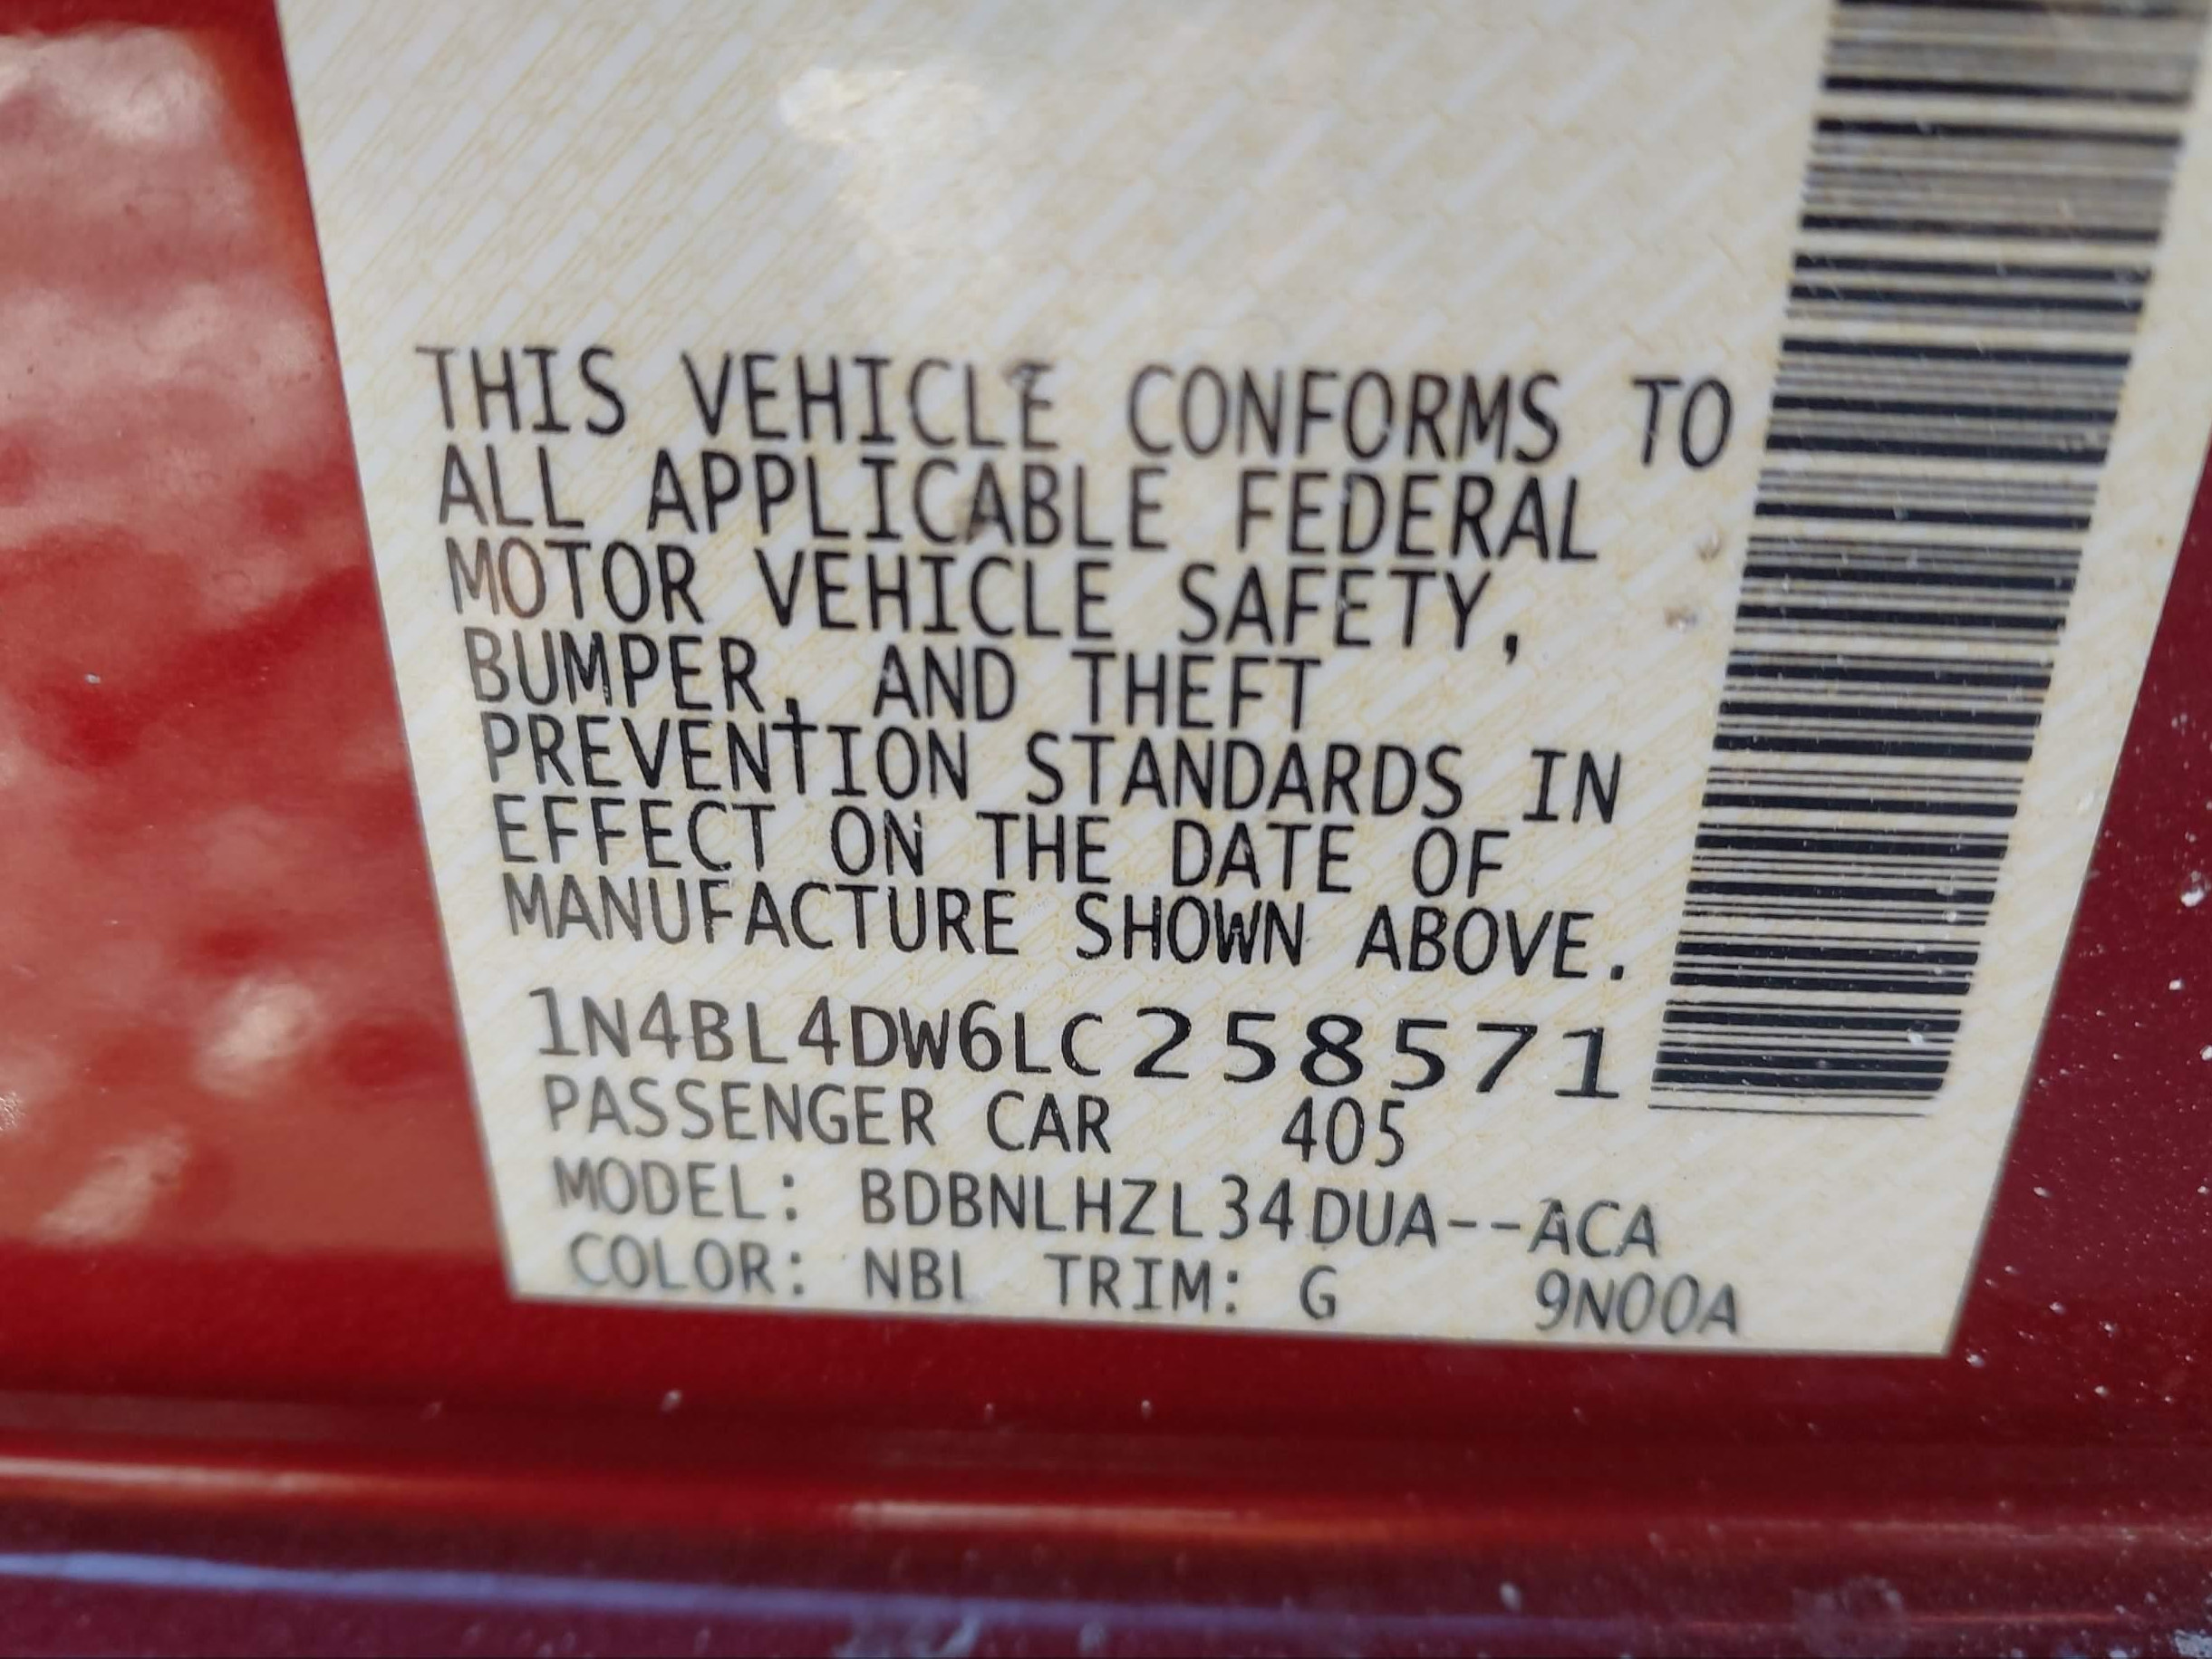 THIS VEHICLE CONFORMS TO
ALL APPLICABLE FEDERAL
MOTOR VEHICLE SAFETY,
BUMPER, AND THEFT
PREVENTION STANDARDS IN
EFFECT ON THE DATE OF
MANUFACTURE SHOWN ABOVE.
1N4BL4DW6LC258571
PASSENGER CAR 405
MODEL: BDBNLHZL34DUA--ACA
COLOR: NBL TRIM: G 9N00A